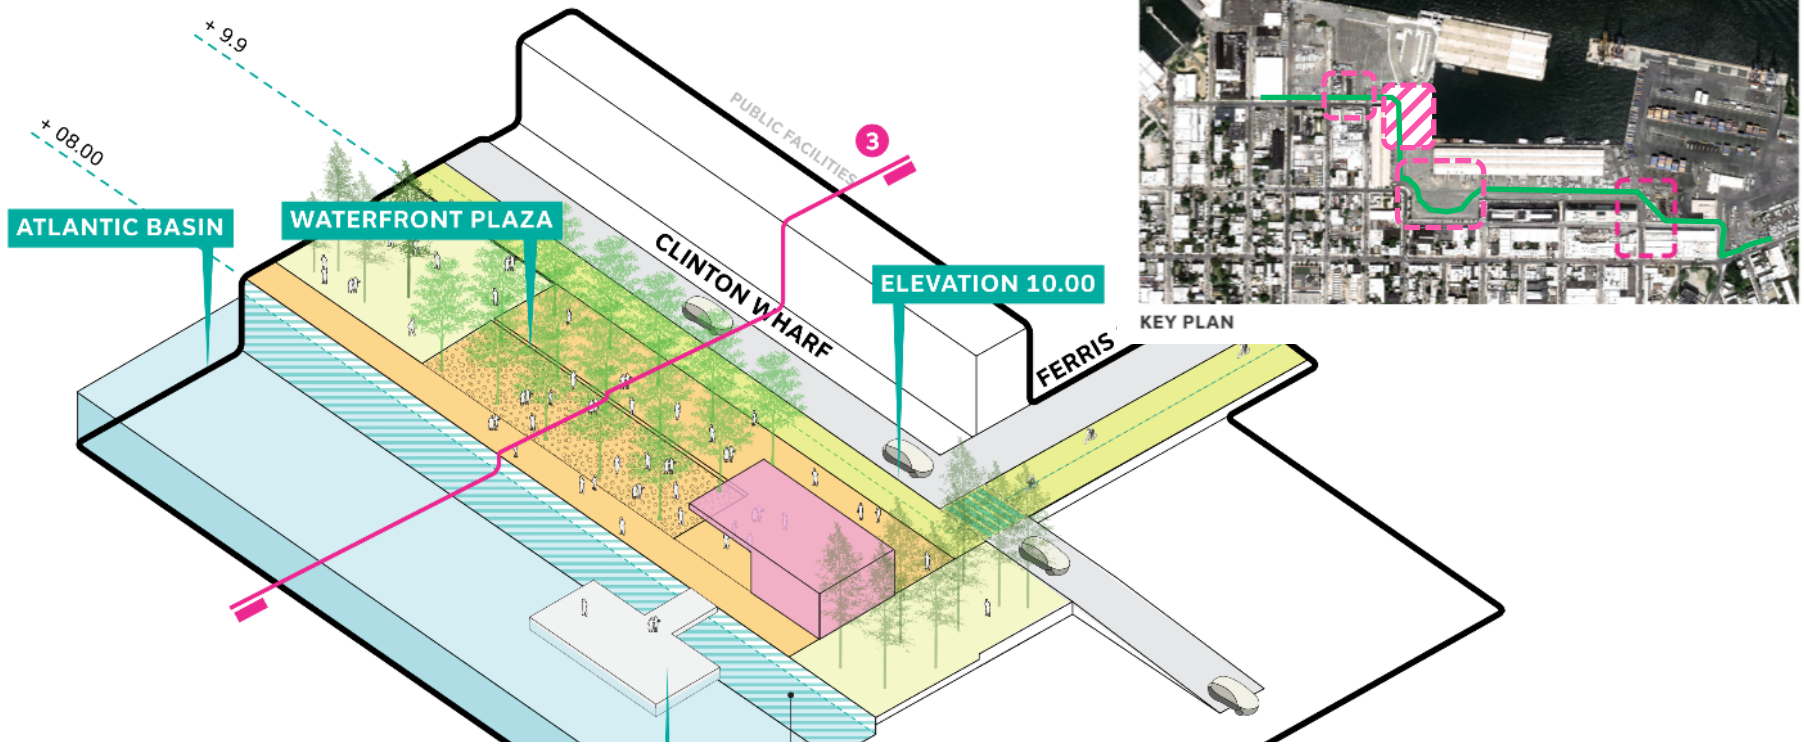 + 9.9
+ 08.00
PUBLIC FACILITIES
3
ATLANTIC BASIN
WATERFRONT PLAZA
CLINTON WHARF
ELEVATION 10.00
FERRIS
KEY PLAN